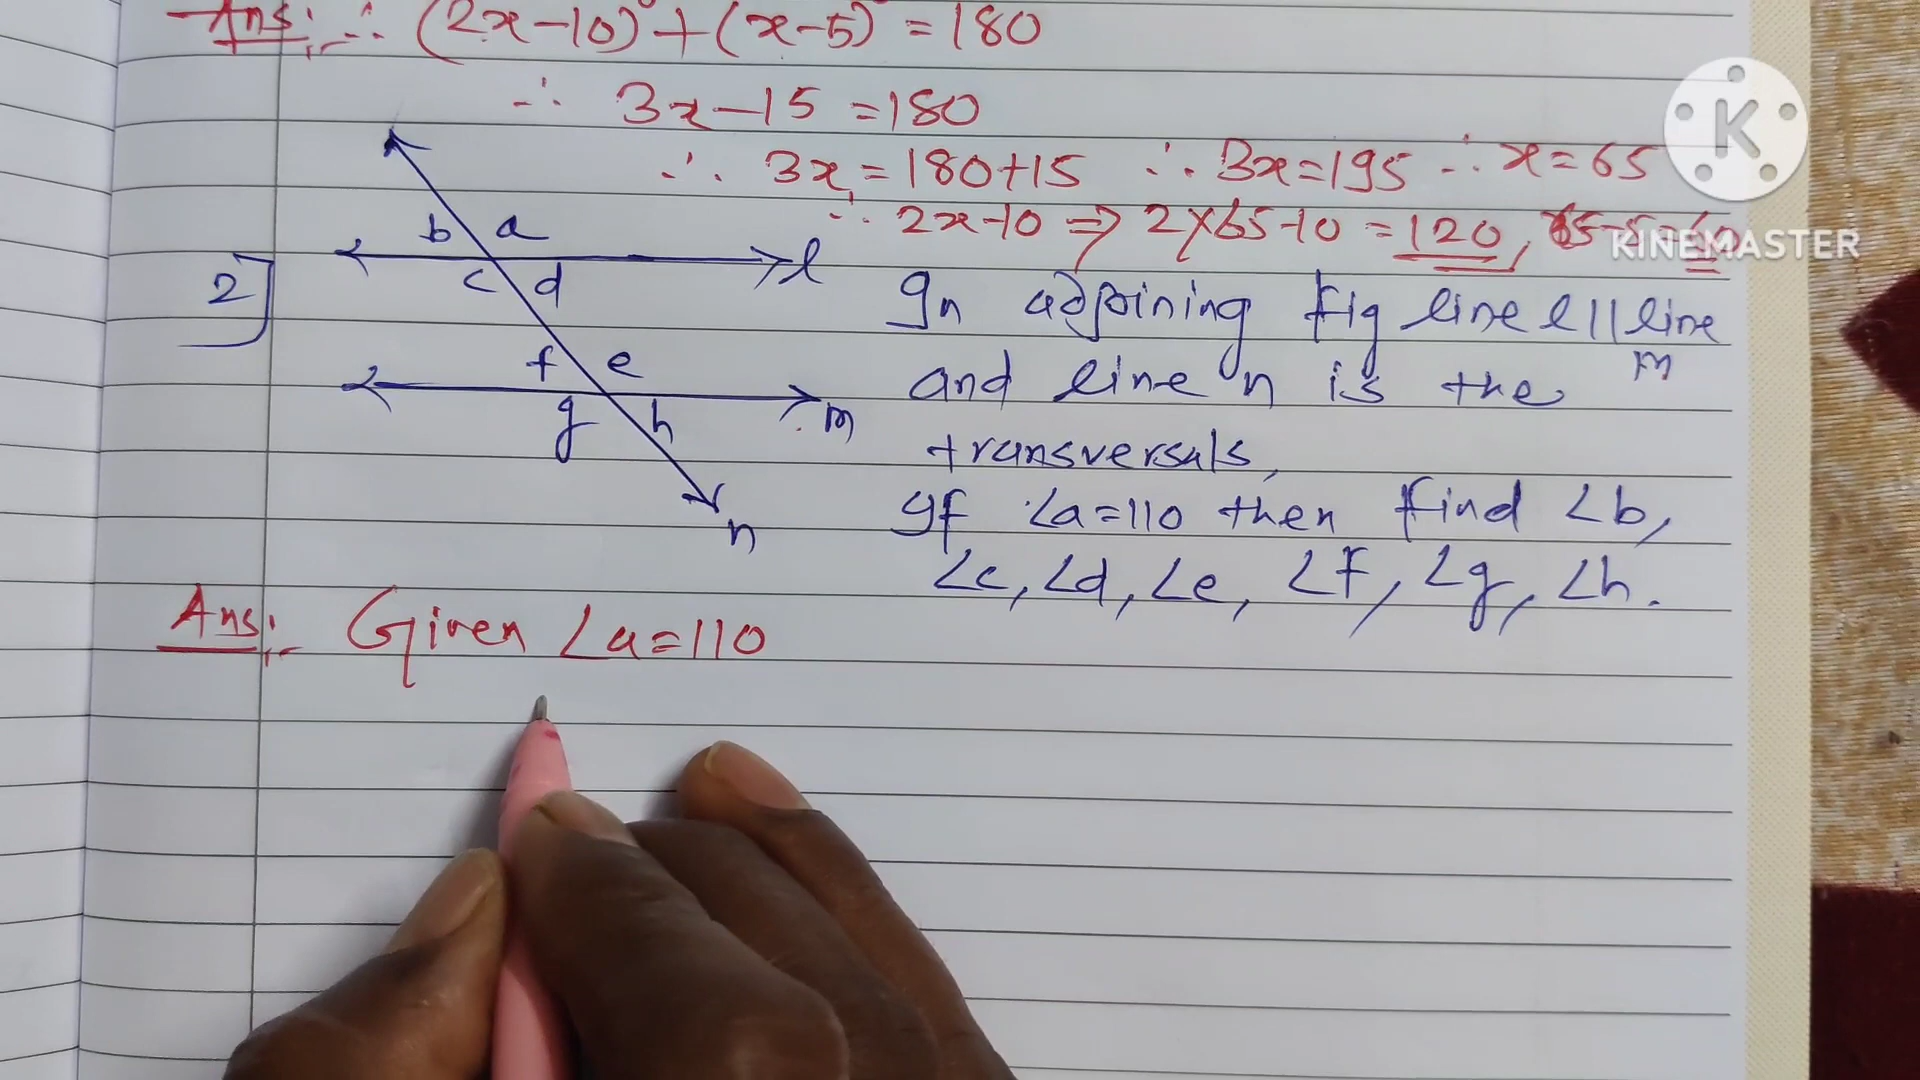 Ans:- ∴ (2x-10)° + (x-5)° = 180
∴ 3x-15 = 180
∴ 3x = 180+15 ∴ 3x=195 ∴ x=65
∴ 2x-10 ⇒ 2×65-10 = 120,
K
KINEMASTER
b a
c d
l
2]
f e
g h
m
n
In adjoining Fig line l || line m
and line n is the
transversals,
If ∠a=110 then Find ∠b,
∠c, ∠d, ∠e, ∠F, ∠g, ∠h.
Ans:- Given ∠a=110